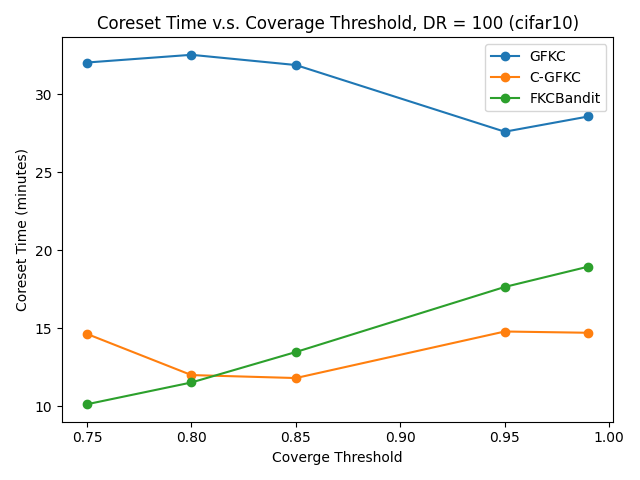 Coreset Time v.s. Coverage Threshold, DR = 100 (cifar10)
GFKC
C-GFKC
FKCBandit
Coreset Time (minutes)
30
25
20
15
10
0.75 0.80 0.85 0.90 0.95 1.00
Coverge Threshold